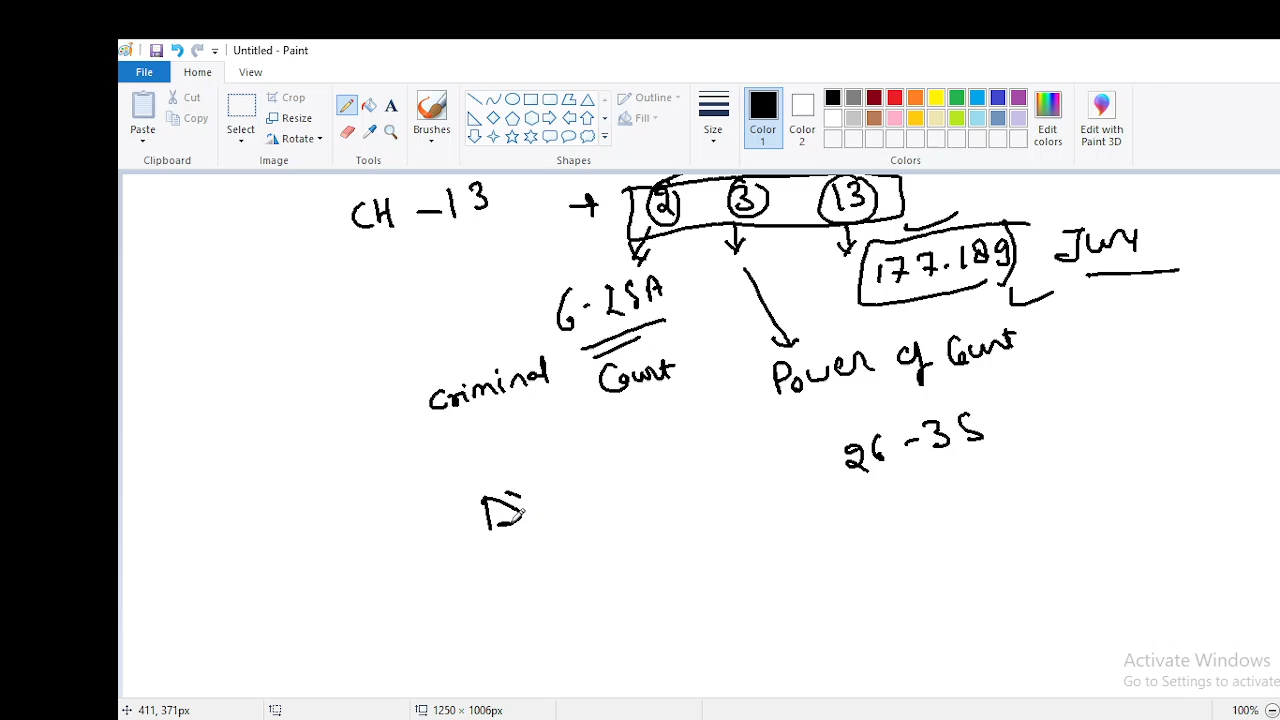 Untitled - Paint
File Home View
Paste Cut Copy
Clipboard
Select Crop Resize Rotate
Image
Tools
Brushes
Shapes
Outline Fill
Size
Color 1
Color 2
Edit colors
Colors
Edit with Paint 3D
CH - 13 → 2 3 13
177-189
6-25A
Criminal Court
Power of Court
26-35
Activate Windows
Go to Settings to activate
411, 371px
1250 × 1006px
100%